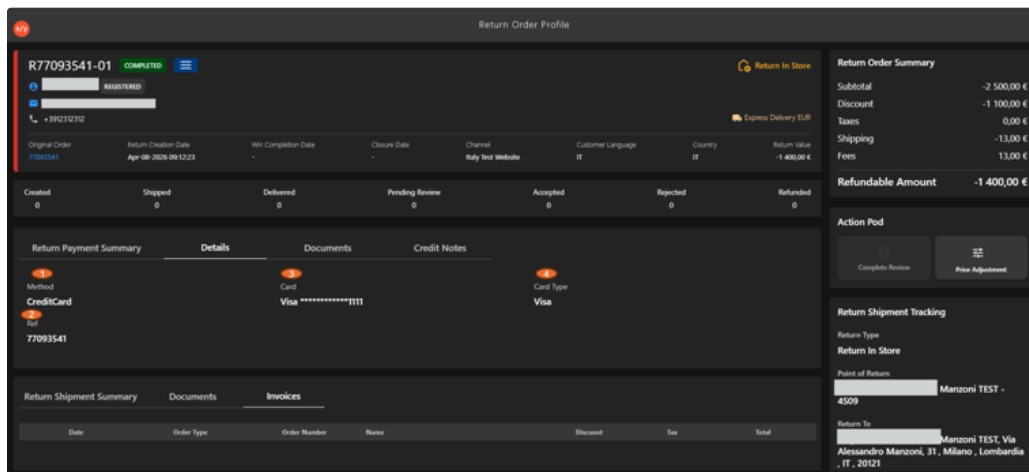 x/y
Return Order Profile
R77093541-01 COMPLETED
Return In Store
REGISTERED
+3912312312
Express Delivery EUR
Original Order Return Creation Date WH Completion Date Closure Date Channel Customer Language Country Return Value
77093541 Apr-08-2026 09:12:23 - - Italy Test Website IT IT -1 400,00 €
Created Shipped Delivered Pending Review Accepted Rejected Refunded
0 0 0 0 0 0 0
Return Payment Summary Details Documents Credit Notes
1 3 4
Method Card Card Type
CreditCard Visa ************1111 Visa
2
Ref
77093541
Return Shipment Summary Documents Invoices
Date Order Type Order Number Name Discount Tax Total
Return Order Summary
Subtotal -2 500,00 €
Discount -1 100,00 €
Taxes 0,00 €
Shipping -13,00 €
Fees 13,00 €
Refundable Amount -1 400,00 €
Action Pod
Complete Review Price Adjustment
Return Shipment Tracking
Return Type
Return In Store
Point of Return
Manzoni TEST -
4509
Return To
Manzoni TEST, Via
Alessandro Manzoni, 31 , Milano , Lombardia
, IT , 20121